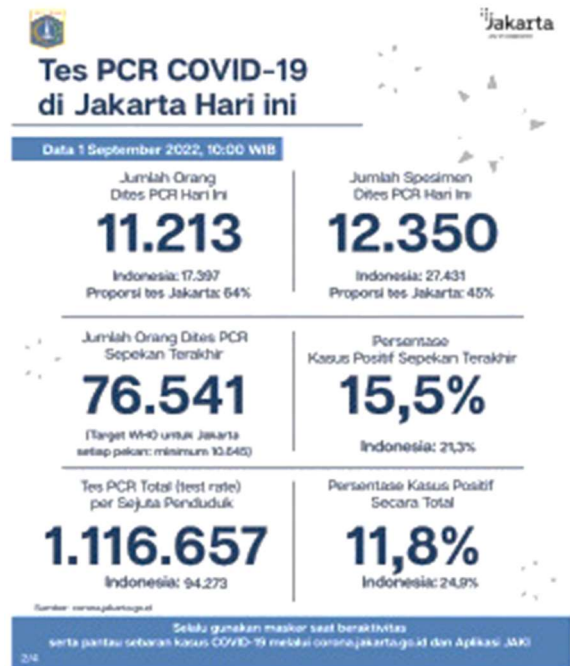 Jakarta
Tes PCR COVID-19
di Jakarta Hari ini
Data 1 September 2022, 10:00 WIB
Jumlah Orang
Dites PCR Hari Ini
11.213
Indonesia: 17.397
Proporsi tes Jakarta: 64%
Jumlah Spesimen
Dites PCR Hari Ini
12.350
Indonesia: 27.431
Proporsi tes Jakarta: 45%
Jumlah Orang Dites PCR
Sepekan Terakhir
76.541
(Target WHO untuk Jakarta
setiap pekan: minimum 10.645)
Persentase
Kasus Positif Sepekan Terakhir
15,5%
Indonesia: 21,3%
Tes PCR Total (test rate)
per Sejuta Penduduk
1.116.657
Indonesia: 94.273
Persentase Kasus Positif
Secara Total
11,8%
Indonesia: 24,9%
Sumber: corona.jakarta.go.id
Selalu gunakan masker saat beraktivitas
serta pantau sebaran kasus COVID-19 melalui corona.jakarta.go.id dan Aplikasi JAKI
2/4